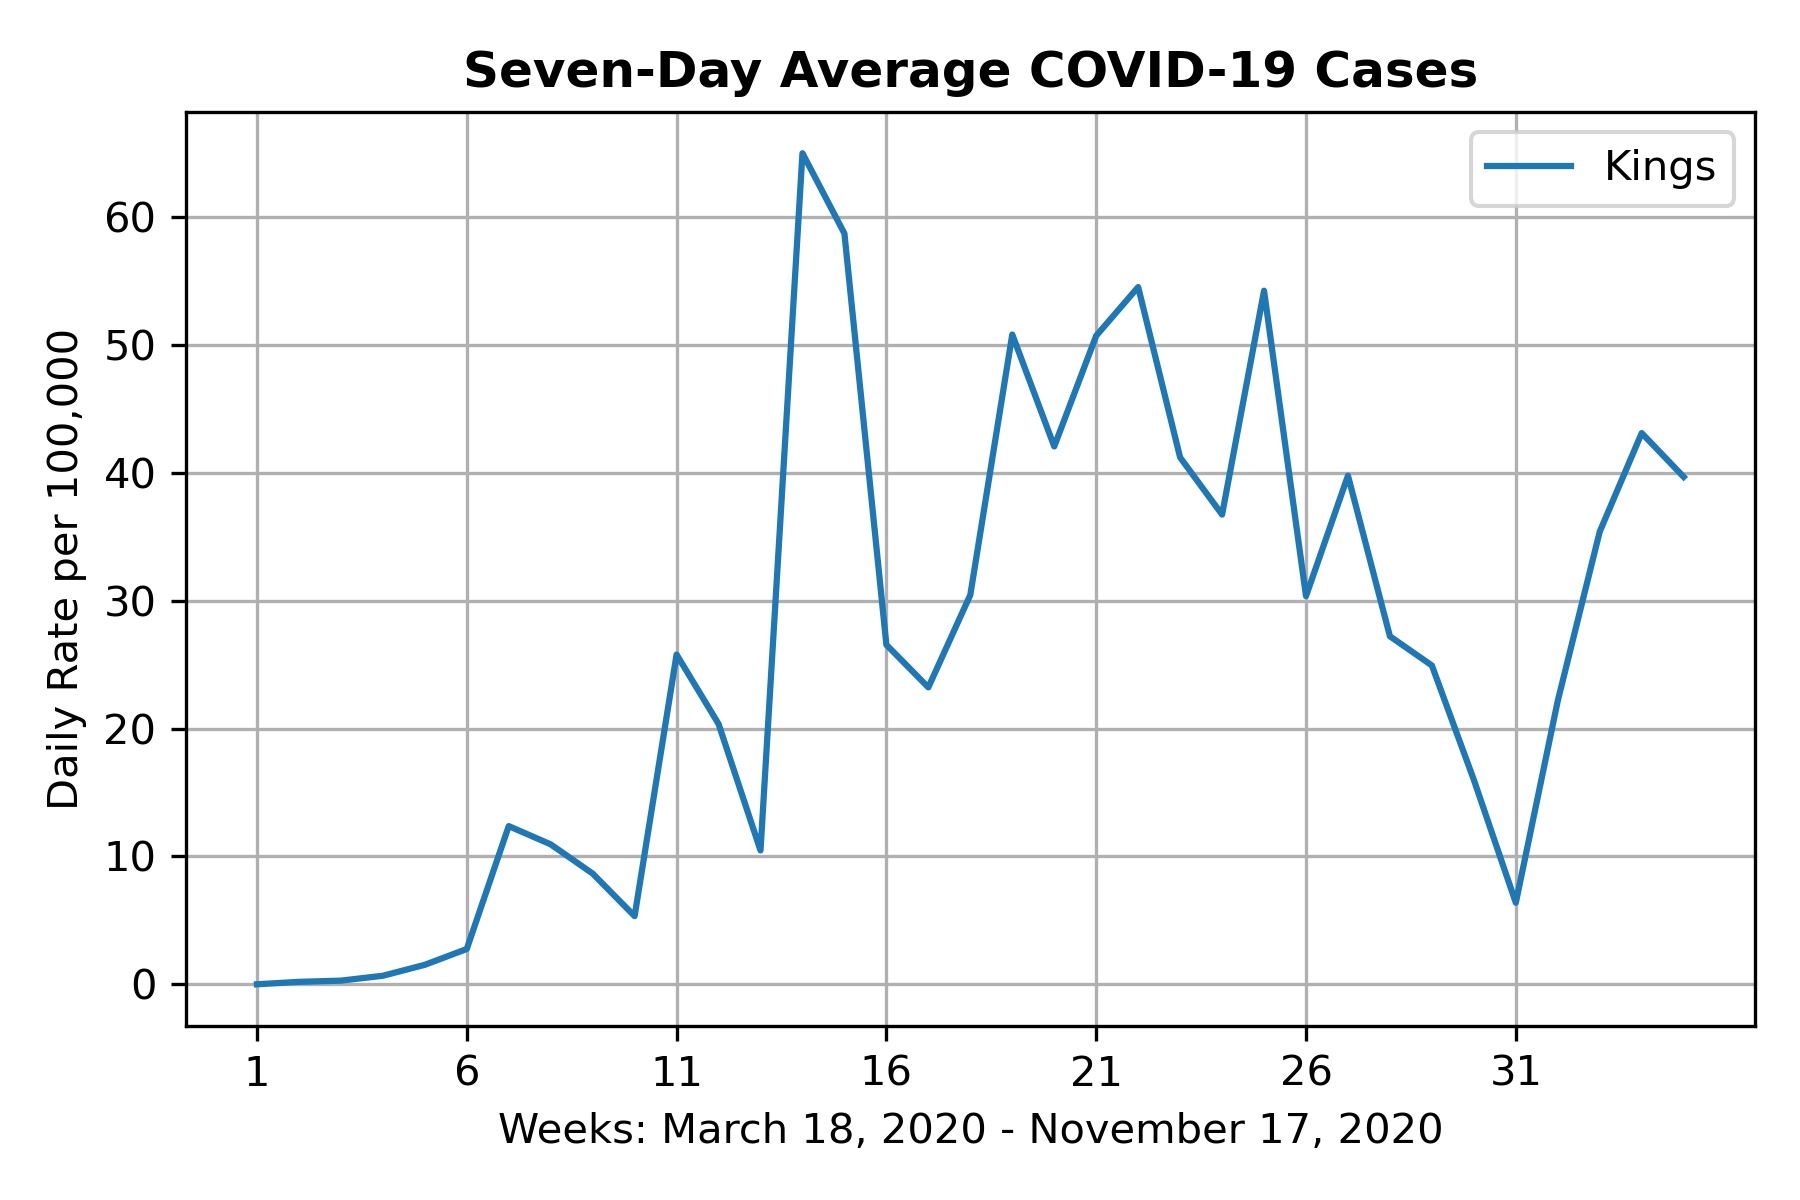 Seven-Day Average COVID-19 Cases
Kings
Daily Rate per 100,000
60
50
40
30
20
10
0
1 6 11 16 21 26 31
Weeks: March 18, 2020 - November 17, 2020